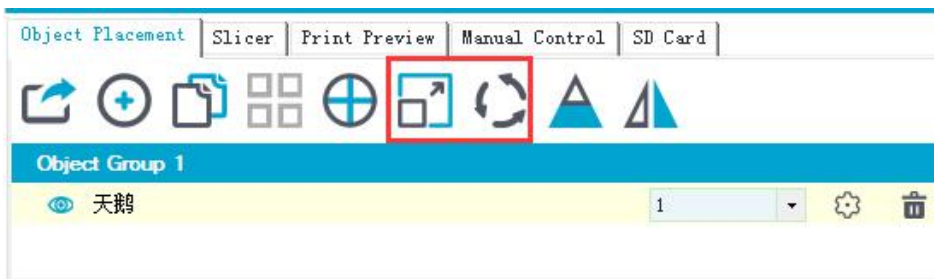 Object Placement Slicer Print Preview Manual Control SD Card
Object Group 1
天鹅 1